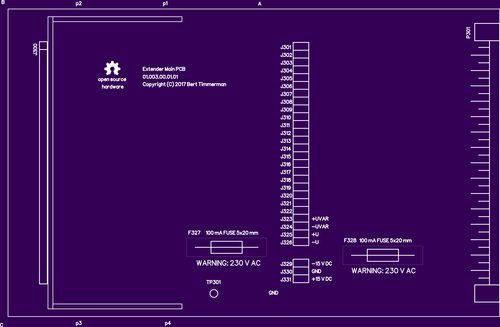 B
p2
p1
A
J300
P301
open source
hardware
Extender Main PCB
01.003.00.01.01
Copyright (C) 2017 Bert Timmerman
J301
J302
J303
J304
J305
J306
J307
J308
J309
J310
J311
J312
J313
J314
J315
J316
J317
J318
J319
J320
J321
J322
J323 +UVAR
J324 -UVAR
J325 +U
J326 -U
F327 100 mA FUSE 5x20 mm
WARNING: 230 V AC
F328 100 mA FUSE 5x20 mm
WARNING: 230 V AC
J329 -15 V DC
J330 GND
J331 +15 V DC
TP301
GND
C
p3
p4